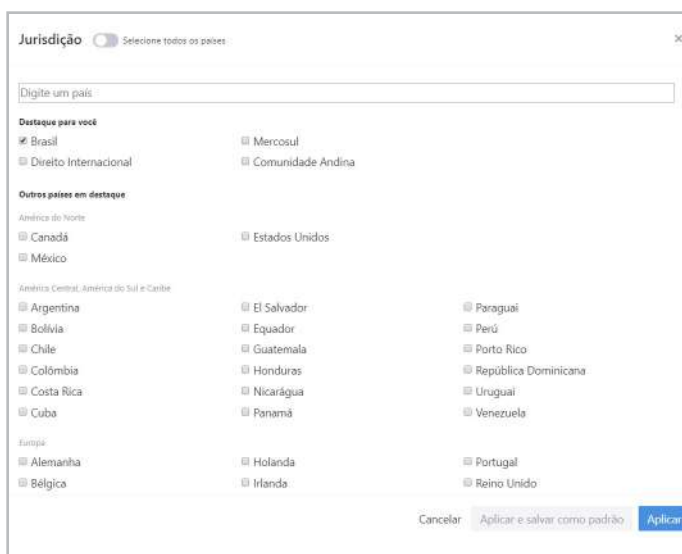 Jurisdição Selecione todos os países ×
Digite um país
Destaque para você
Brasil Mercosul
Direito Internacional Comunidade Andina
Outros países em destaque
América do Norte
Canadá Estados Unidos
México
América Central, América do Sul e Caribe
Argentina El Salvador Paraguai
Bolívia Equador Perú
Chile Guatemala Porto Rico
Colômbia Honduras República Dominicana
Costa Rica Nicarágua Uruguai
Cuba Panamá Venezuela
Europa
Alemanha Holanda Portugal
Bélgica Irlanda Reino Unido
Cancelar Aplicar e salvar como padrão Aplicar